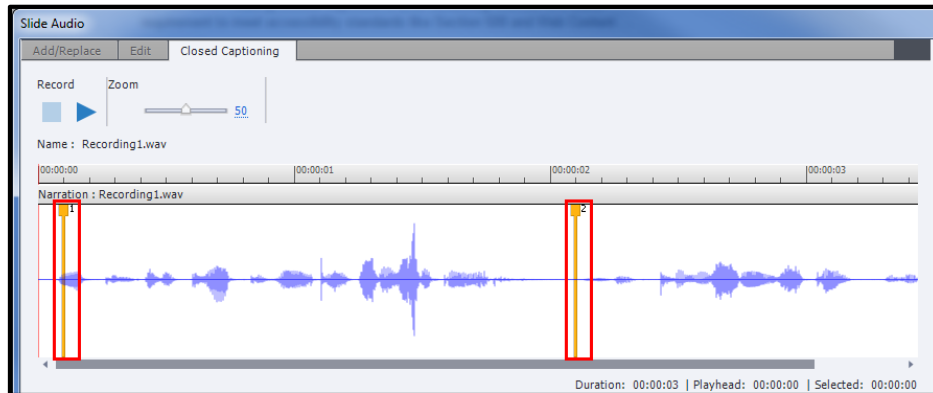 Slide Audio
Add/Replace Edit Closed Captioning
Record Zoom
50
Name : Recording1.wav
00:00:00 00:00:01 00:00:02 00:00:03
Narration : Recording1.wav
1 2
Duration: 00:00:03 | Playhead: 00:00:00 | Selected: 00:00:00